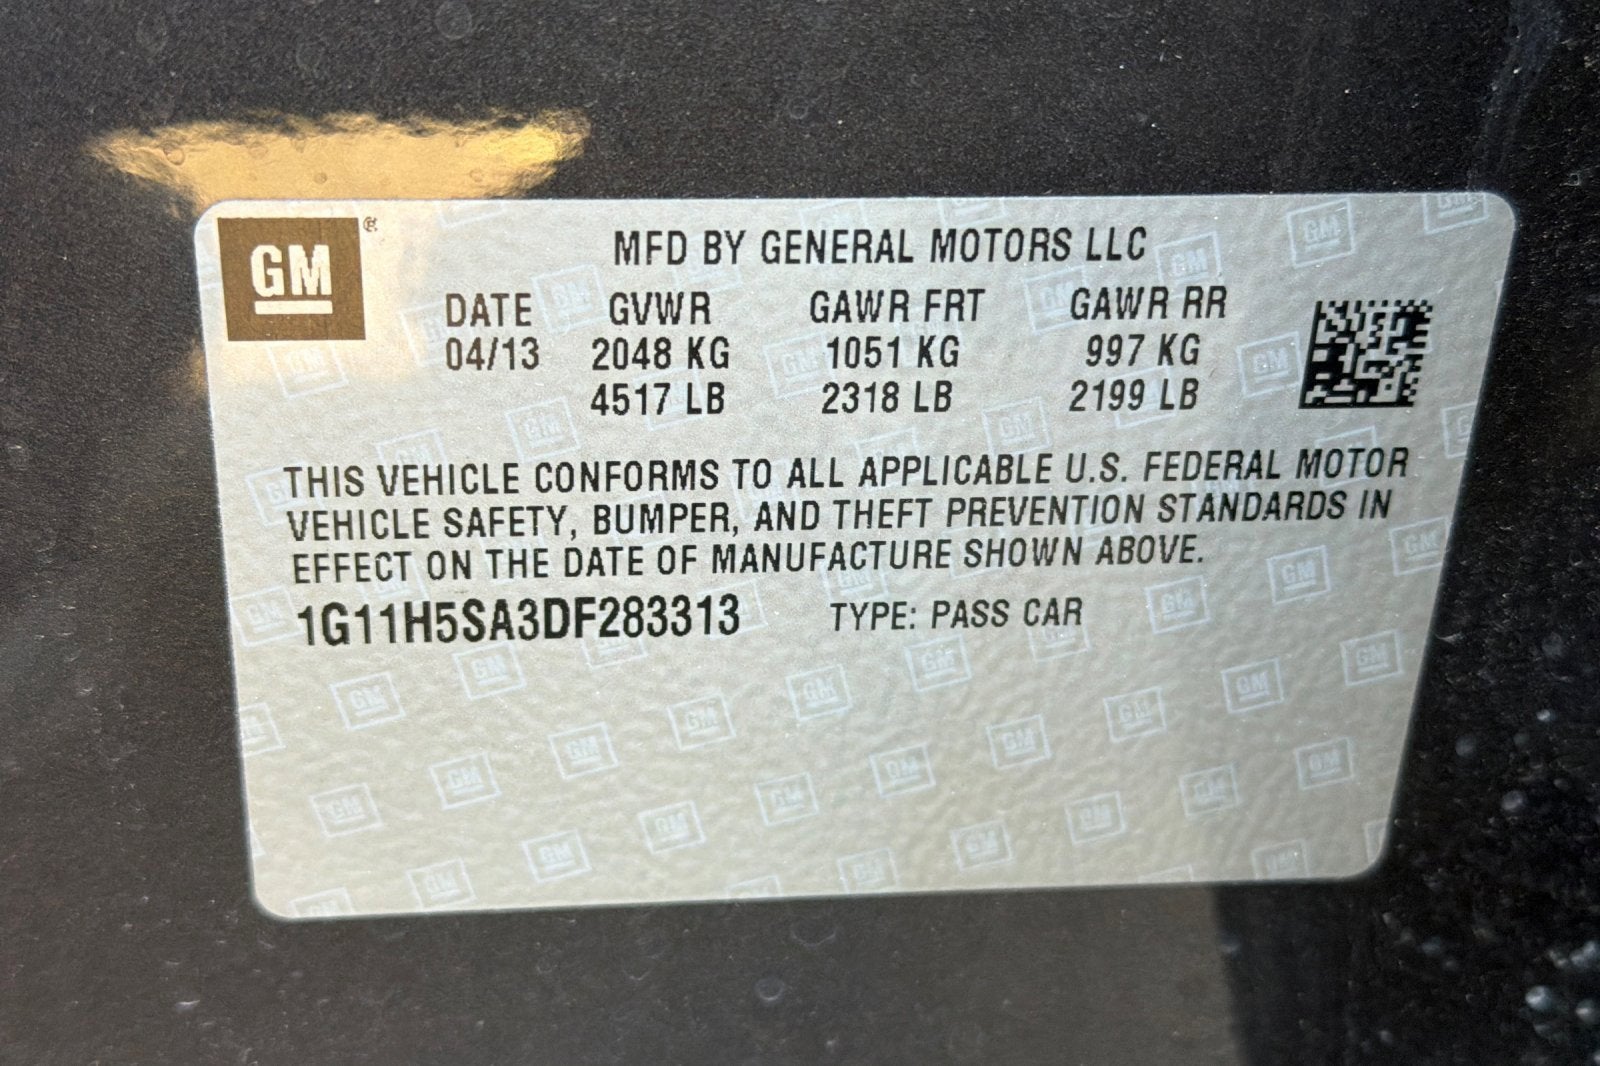 GM ®
MFD BY GENERAL MOTORS LLC
DATE GVWR GAWR FRT GAWR RR
04/13 2048 KG 1051 KG 997 KG
4517 LB 2318 LB 2199 LB
THIS VEHICLE CONFORMS TO ALL APPLICABLE U.S. FEDERAL MOTOR
VEHICLE SAFETY, BUMPER, AND THEFT PREVENTION STANDARDS IN
EFFECT ON THE DATE OF MANUFACTURE SHOWN ABOVE.
1G11H5SA3DF283313 TYPE: PASS CAR